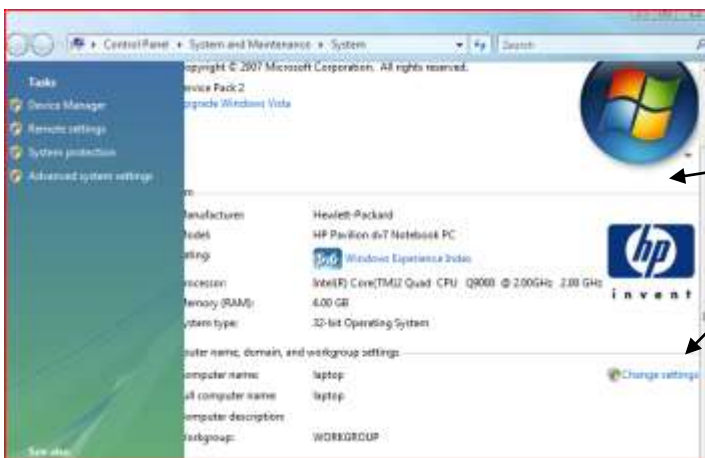 Control Panel ▸ System and Maintenance ▸ System
Search
Tasks
Device Manager
Remote settings
System protection
Advanced system settings
See also
opyright © 2007 Microsoft Corporation. All rights reserved.
ervice Pack 2
pgrade Windows Vista
m
anufacturer: Hewlett-Packard
odel: HP Pavilion dv7 Notebook PC
ating: Windows Experience Index
rocessor: Intel(R) Core(TM)2 Quad CPU Q9000 @ 2.00GHz 2.00 GHz
emory (RAM): 4.00 GB
ystem type: 32-bit Operating System
hp
invent
puter name, domain, and workgroup settings
omputer name: laptop
Change settings
ull computer name: laptop
omputer description:
orkgroup: WORKGROUP